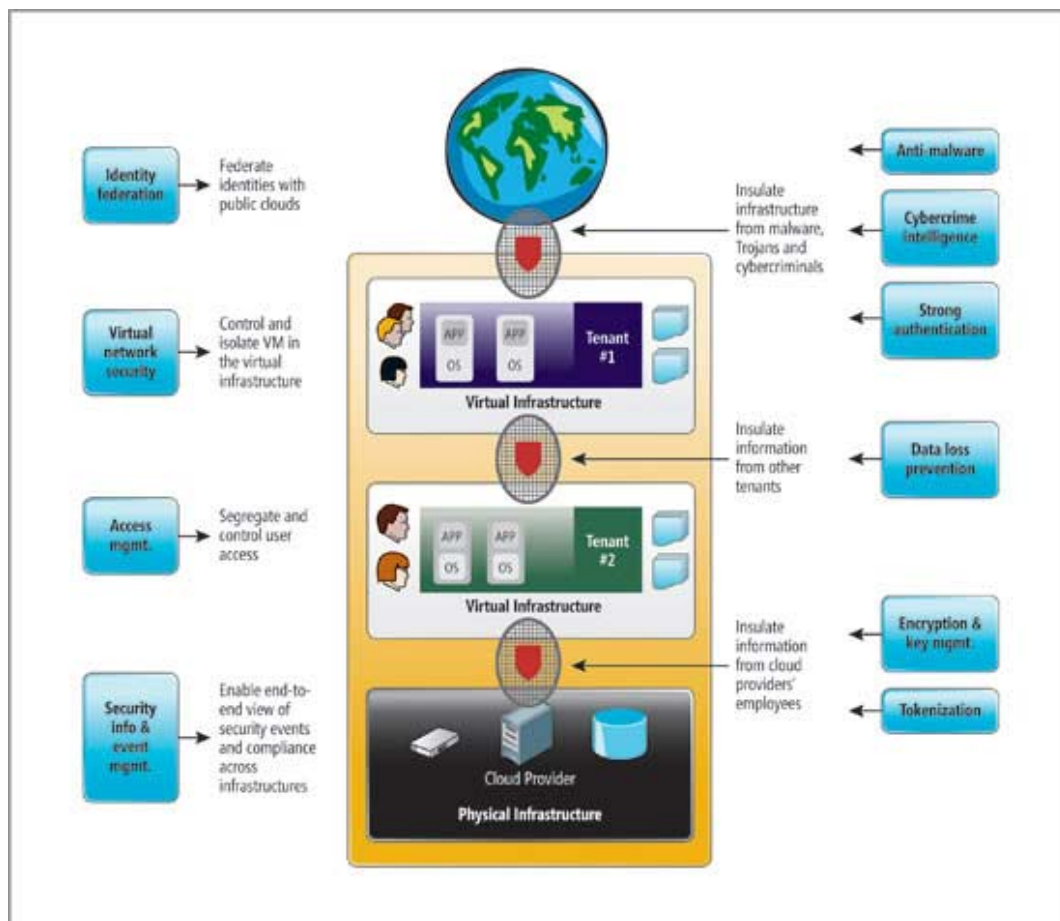 Identity
federation
Federate
identities with
public clouds
Virtual
network
security
Control and
isolate VM in
the virtual
infrastructure
Access
mgmt.
Segregate and
control user
access
Security
info &
event
mgmt.
Enable end-to-
end view of
security events
and compliance
across
infrastructures
APP
OS
APP
OS
Tenant
#1
Virtual Infrastructure
APP
OS
APP
OS
Tenant
#2
Virtual Infrastructure
Cloud Provider
Physical Infrastructure
Insulate
infrastructure
from malware,
Trojans and
cybercriminals
Insulate
information
from other
tenants
Insulate
information
from cloud
providers'
employees
Anti-malware
Cybercrime
intelligence
Strong
authentication
Data loss
prevention
Encryption &
key mgmt.
Tokenization